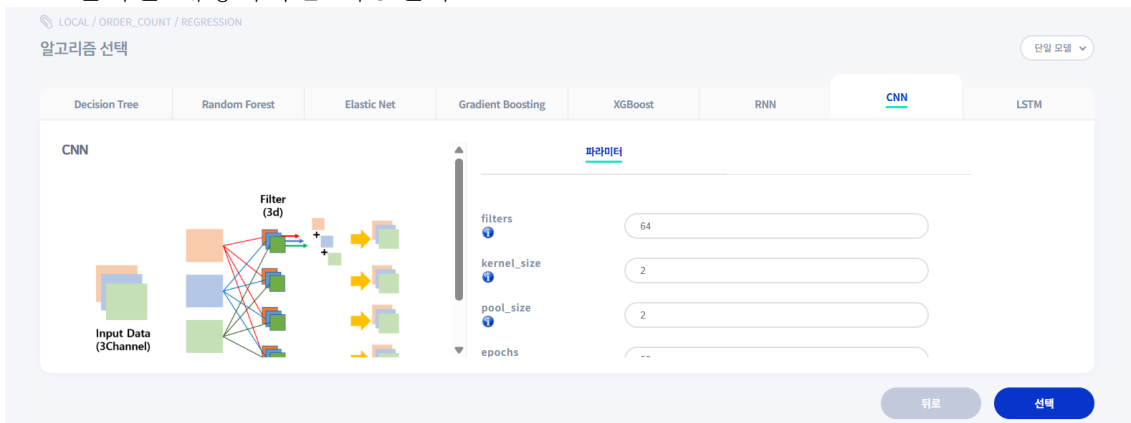 LOCAL / ORDER_COUNT / REGRESSION
알고리즘 선택
단일 모델
Decision Tree
Random Forest
Elastic Net
Gradient Boosting
XGBoost
RNN
CNN
LSTM
CNN
파라미터
Filter
(3d)
+
+
Input Data
(3Channel)
filters
64
kernel_size
2
pool_size
2
epochs
뒤로
선택